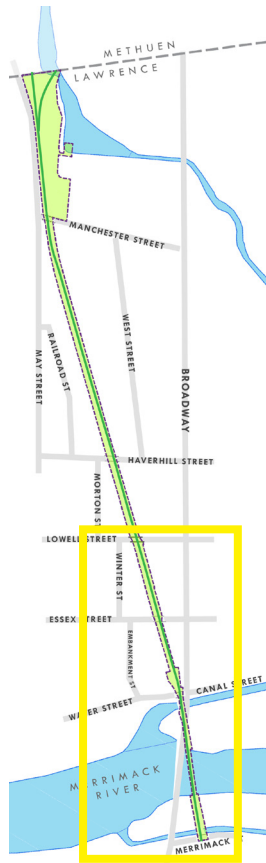 METHUEN
LAWRENCE
MANCHESTER STREET
WEST STREET
BROADWAY
RAILROAD ST
MAY STREET
HAVERHILL STREET
MORTON ST
LOWELL STREET
WINTER ST
ESSEX STREET
EMBANKMENT ST
CANAL STREET
WATER STREET
MERRIMACK
RIVER
MERRIMACK